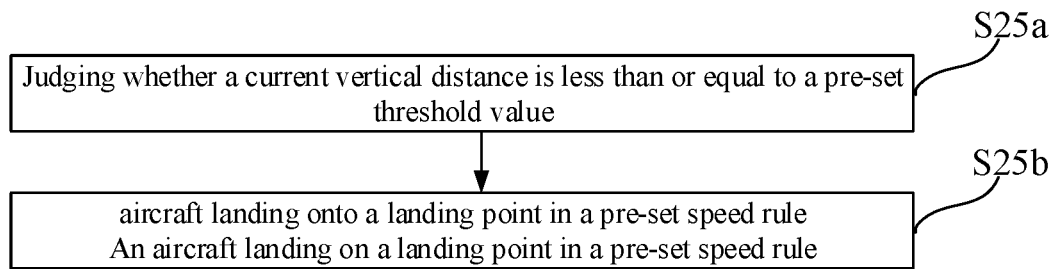 S25a
Judging whether a current vertical distance is less than or equal to a pre-set
threshold value
S25b
aircraft landing onto a landing point in a pre-set speed rule
An aircraft landing on a landing point in a pre-set speed rule